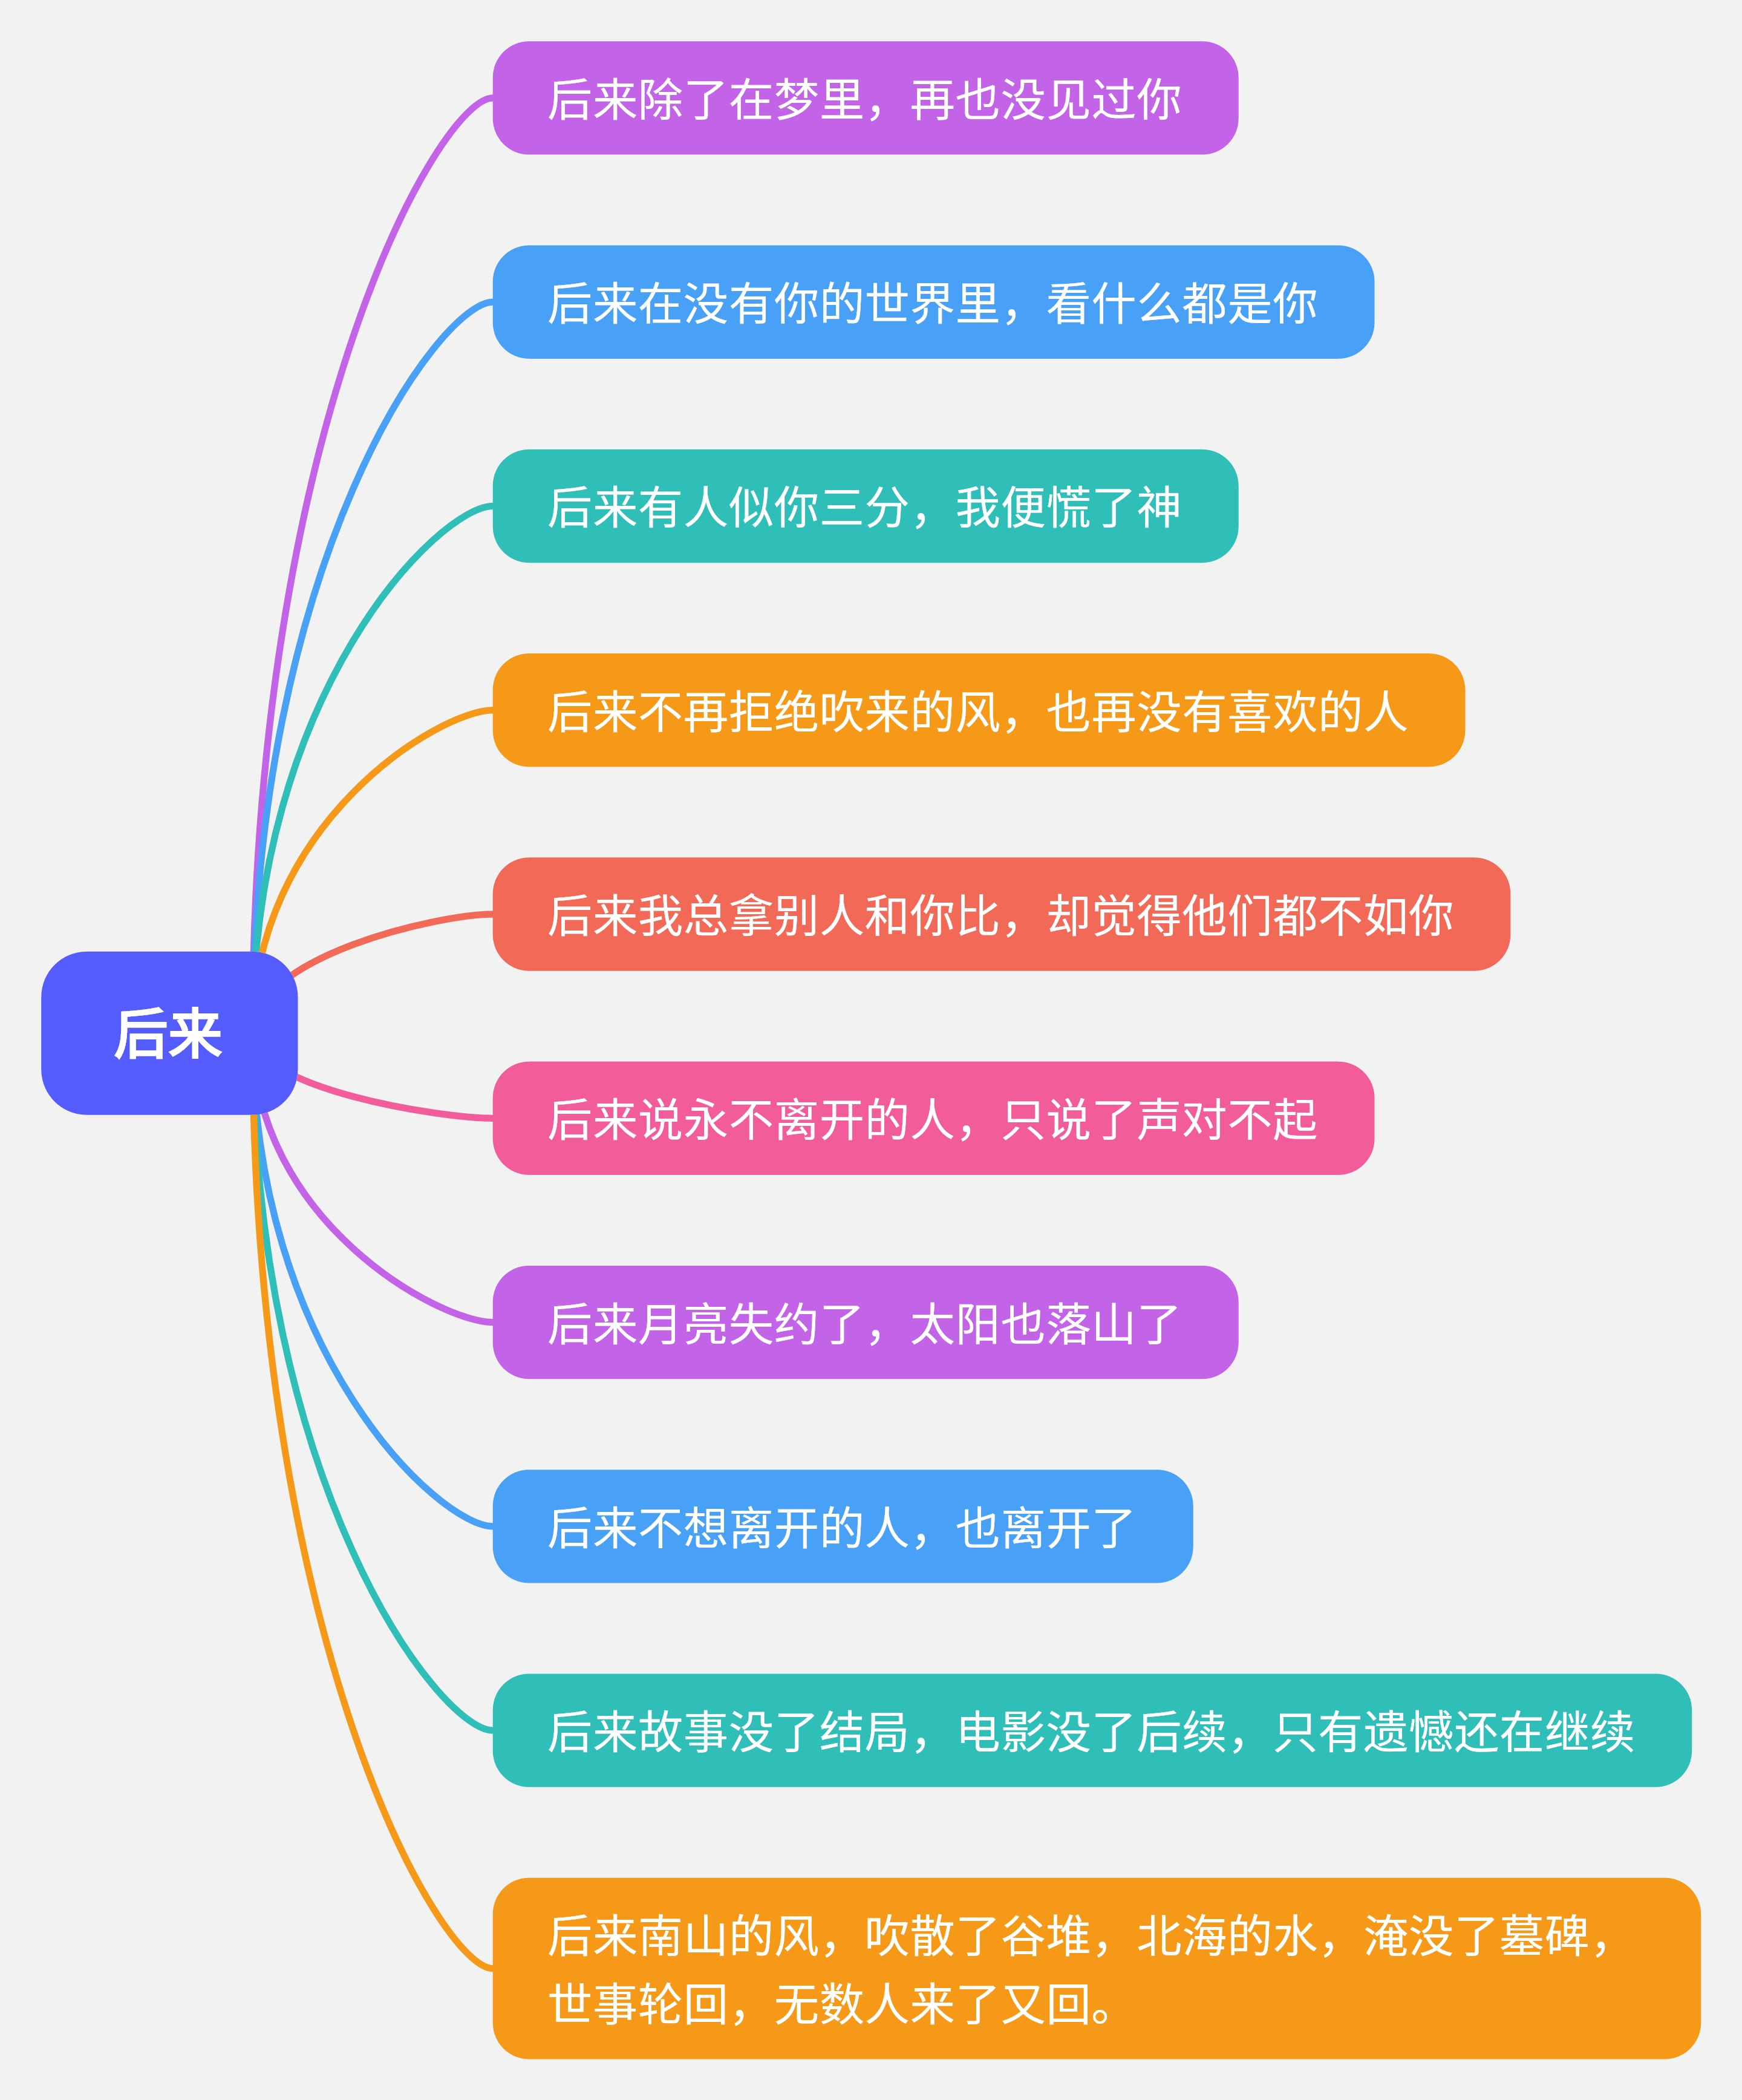 后来除了在梦里，再也没见过你
后来在没有你的世界里，看什么都是你
后来有人似你三分，我便慌了神
后来不再拒绝吹来的风，也再没有喜欢的人
后来我总拿别人和你比，却觉得他们都不如你
后来
后来说永不离开的人，只说了声对不起
后来月亮失约了，太阳也落山了
后来不想离开的人，也离开了
后来故事没了结局，电影没了后续，只有遗憾还在继续
后来南山的风，吹散了谷堆，北海的水，淹没了墓碑，
世事轮回，无数人来了又回。